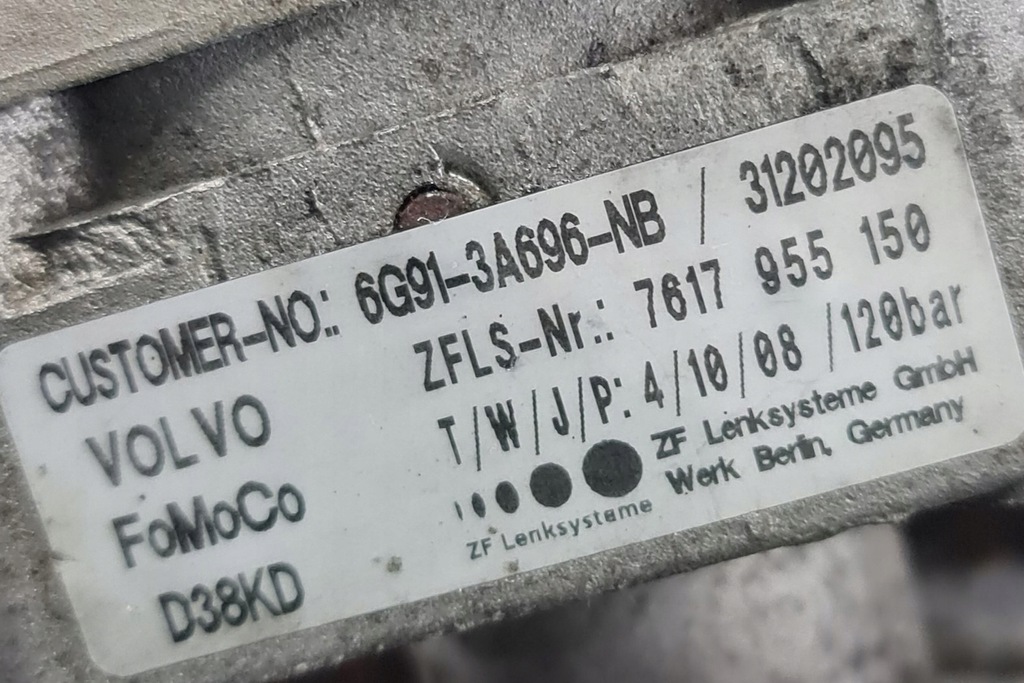 CUSTOMER-NO.: 6G91-3A696-NB / 31202095
VOLVO ZFLS-Nr.: 7617 955 150
FoMoCo T/W/J/P: 4/10/08 /120bar
D38KD ZF Lenksysteme ZF Lenksysteme GmbH
Werk Berlin, Germany